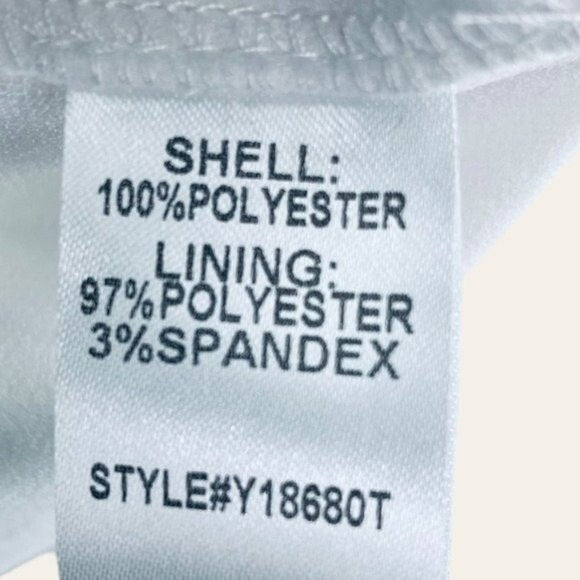 SHELL:
100%POLYESTER
LINING:
97%POLYESTER
3%SPANDEX
STYLE#Y18680T